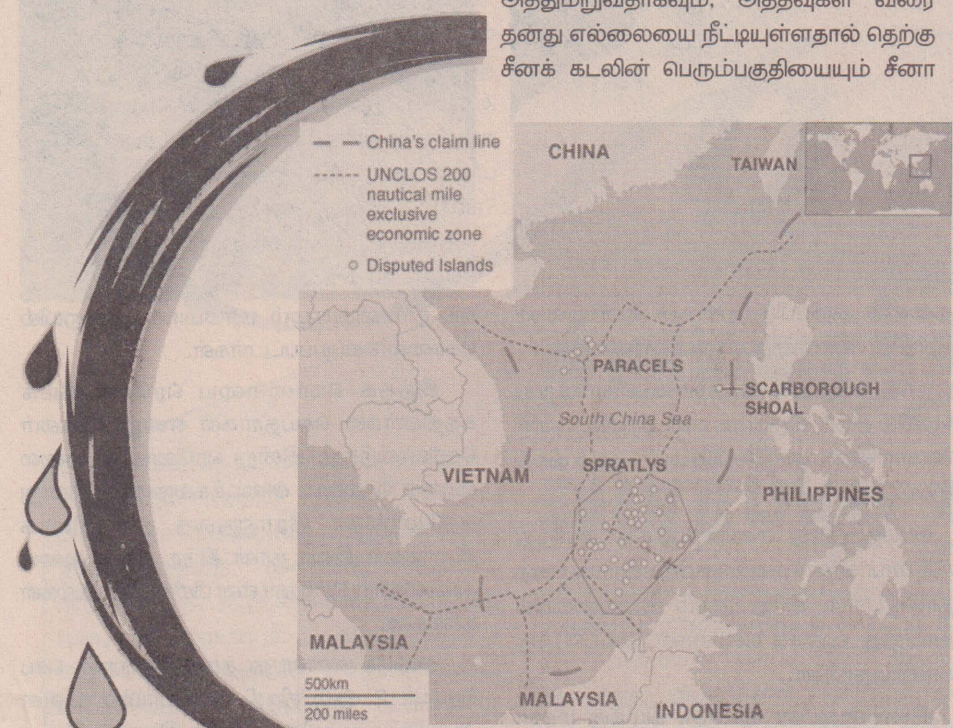 தனது எல்லையை நீட்டியுள்ளதால் தெற்கு
சீனக் கடலின் பெரும்பகுதியையும் சீனா
China's claim line
UNCLOS 200
nautical mile
exclusive
economic zone
Disputed Islands
CHINA
TAIWAN
PARACELS
SCARBOROUGH
SHOAL
South China Sea
SPRATLYS
VIETNAM
PHILIPPINES
MALAYSIA
500km
200 miles
MALAYSIA
INDONESIA